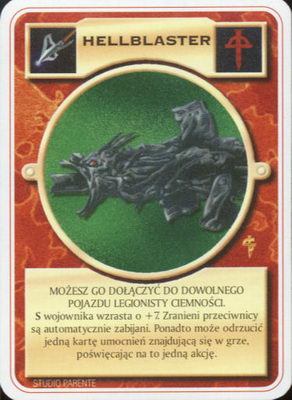 HELLBLASTER
MOŻESZ GO DOŁĄCZYĆ DO DOWOLNEGO
POJAZDU LEGIONISTY CIEMNOŚCI.
S wojownika wzrasta o +7. Zranieni przeciwnicy
są automatycznie zabijani. Ponadto może odrzucić
jedną kartę umocnień znajdującą się w grze,
poświęcając na to jedną akcję.
STUDIO PARENTE